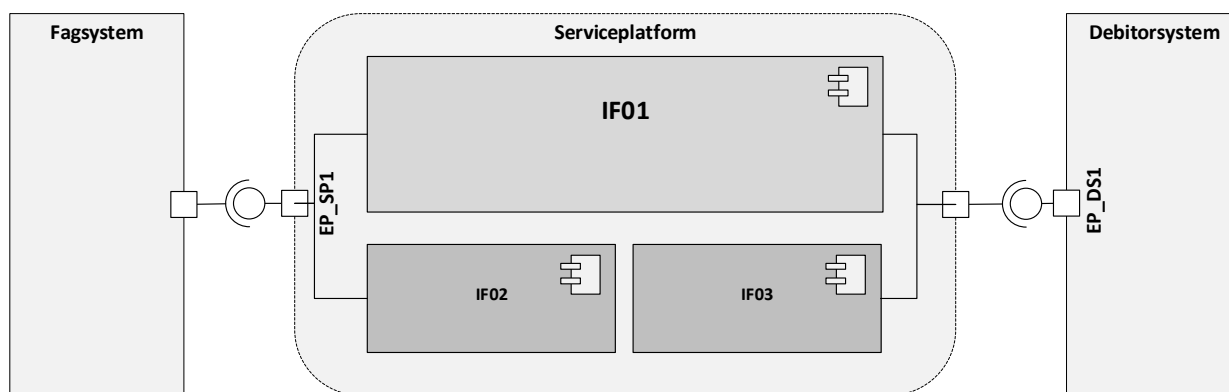 Fagsystem
Serviceplatform
Debitorsystem
IF01
EP_SP1
EP_DS1
IF02
IF03